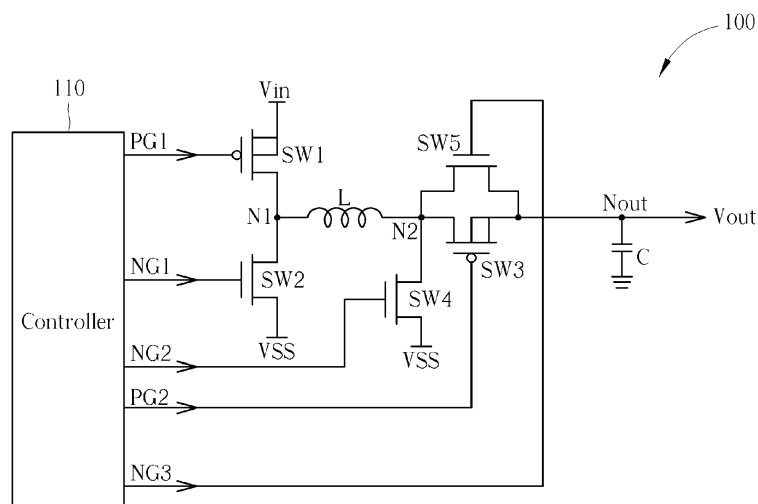 100
110
Vin
PG1
SW1
SW5
L
N1
N2
Nout
Vout
C
SW3
NG1
SW2
SW4
Controller
VSS
VSS
NG2
PG2
NG3